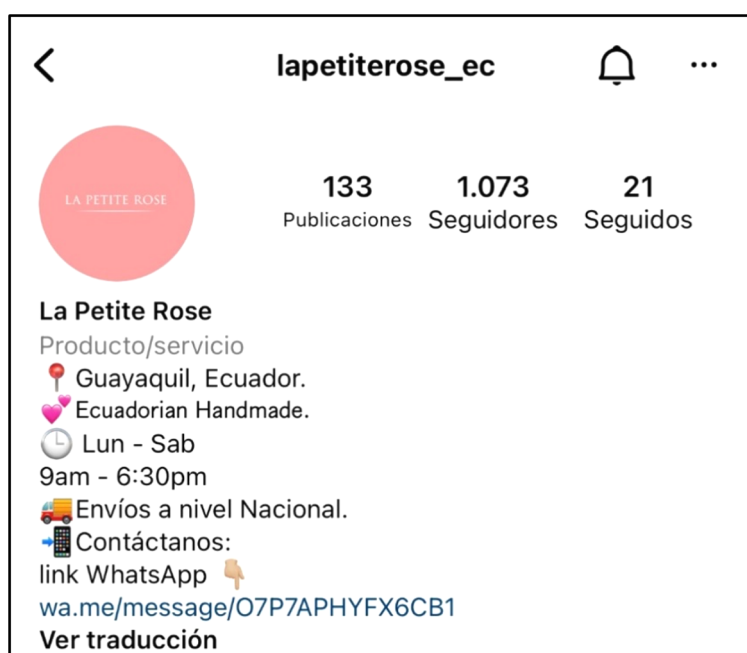 lapetiterose_ec
LA PETITE ROSE
133 1.073 21
Publicaciones Seguidores Seguidos
La Petite Rose
Producto/servicio
📍 Guayaquil, Ecuador.
💕 Ecuadorian Handmade.
🕒 Lun - Sab
9am - 6:30pm
🚚 Envíos a nivel Nacional.
📲 Contáctanos:
link WhatsApp 👇🏼
wa.me/message/O7P7APHYFX6CB1
Ver traducción